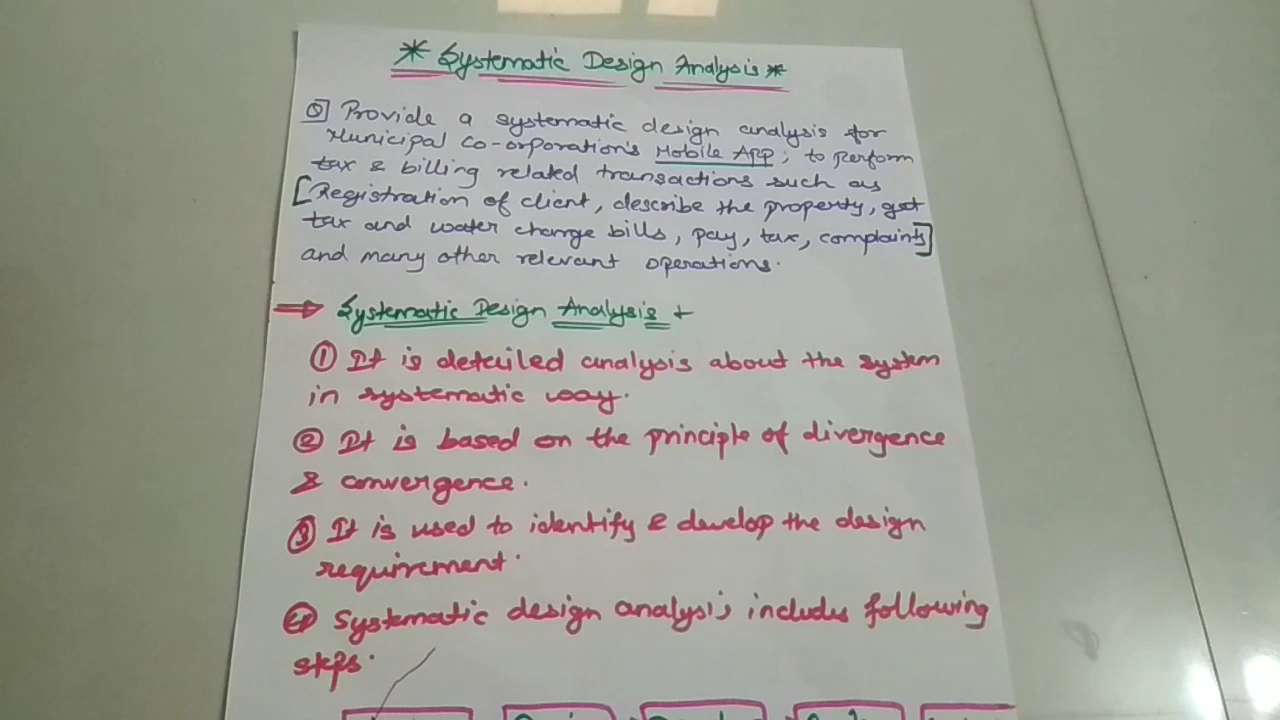 * Systematic Design Analysis *
Q] Provide a systematic design analysis for
Municipal Co-orporation's Mobile App; to perform
tax & billing related transactions such as
[Registration of client, describe the property, get
tax and water charge bills, pay, tax, complaints]
and many other relevant operations.
⇒ Systematic Design Analysis +
① It is detailed analysis about the system
in systematic way.
② It is based on the principle of divergence
& convergence.
③ It is used to identify & develop the design
requirement.
④ Systematic design analysis includes following
steps.